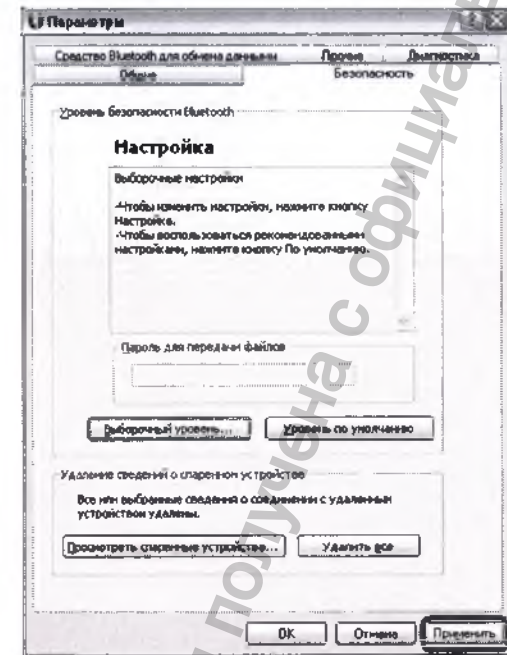 Параметры
Средство Bluetooth для обмена данными Прочие Диагностика
Общие Безопасность
Уровень безопасности Bluetooth
Настройка
Выборочные настройки
-Чтобы изменить настройки, нажмите кнопку
Настройка.
-Чтобы воспользоваться рекомендованными
настройками, нажмите кнопку По умолчанию.
Пароль для передачи файлов
Выборочный уровень...
Уровень по умолчанию
Удаление сведений о спаренном устройстве
Все или выбранные сведения о соединении с удаленным
устройством удалены.
Просмотреть спаренные устройства...
Удалить все
OK Отмена Применить
получена с официаль